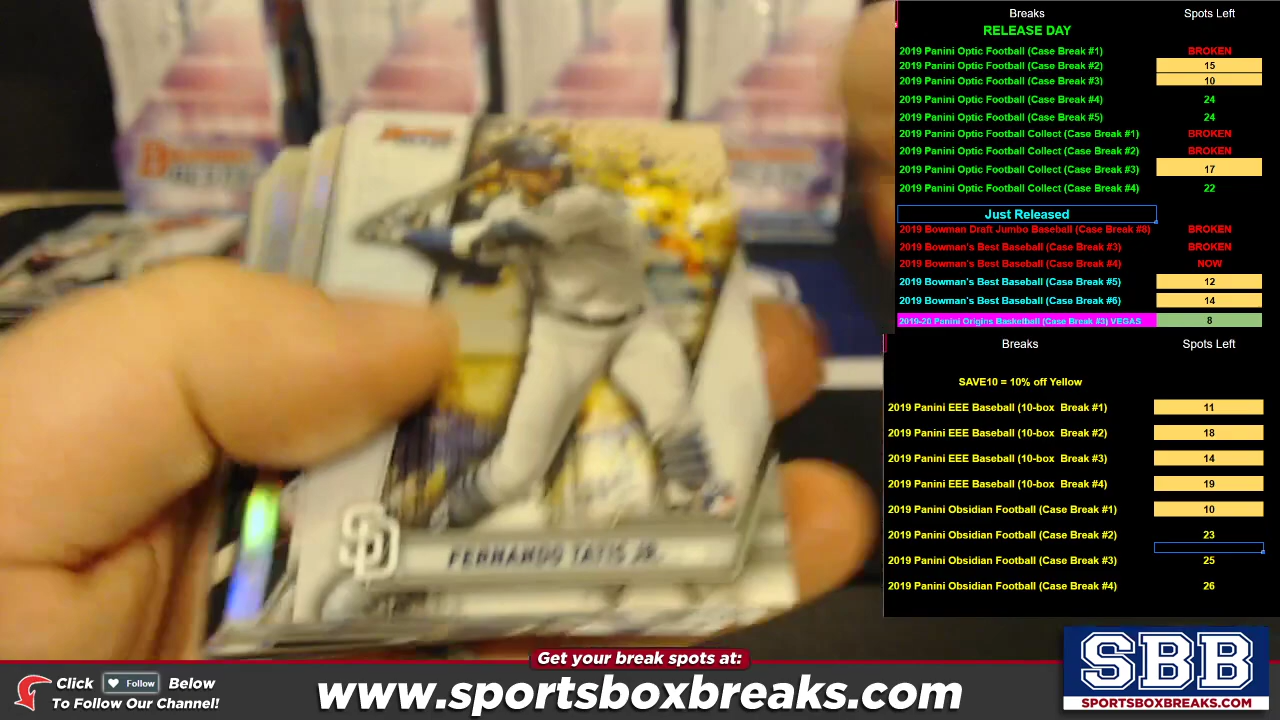 Breaks Spots Left
RELEASE DAY
2019 Panini Optic Football (Case Break #1) BROKEN
2019 Panini Optic Football (Case Break #2) 15
2019 Panini Optic Football (Case Break #3) 10
2019 Panini Optic Football (Case Break #4) 24
2019 Panini Optic Football (Case Break #5) 24
2019 Panini Optic Football Collect (Case Break #1) BROKEN
2019 Panini Optic Football Collect (Case Break #2) BROKEN
2019 Panini Optic Football Collect (Case Break #3) 17
2019 Panini Optic Football Collect (Case Break #4) 22
Just Released
2019 Bowman Draft Jumbo Baseball (Case Break #8) BROKEN
2019 Bowman's Best Baseball (Case Break #3) BROKEN
2019 Bowman's Best Baseball (Case Break #4) NOW
2019 Bowman's Best Baseball (Case Break #5) 12
2019 Bowman's Best Baseball (Case Break #6) 14
2019-20 Panini Origins Basketball (Case Break #3) VEGAS 8
Breaks Spots Left
SAVE10 = 10% off Yellow
2019 Panini EEE Baseball (10-box Break #1) 11
2019 Panini EEE Baseball (10-box Break #2) 18
2019 Panini EEE Baseball (10-box Break #3) 14
2019 Panini EEE Baseball (10-box Break #4) 19
2019 Panini Obsidian Football (Case Break #1) 10
2019 Panini Obsidian Football (Case Break #2) 23
2019 Panini Obsidian Football (Case Break #3) 25
2019 Panini Obsidian Football (Case Break #4) 26
SD FERNANDO TATIS JR.
Get your break spots at:
Click Follow Below
To Follow Our Channel!
www.sportsboxbreaks.com
SBB
SPORTSBOXBREAKS.COM